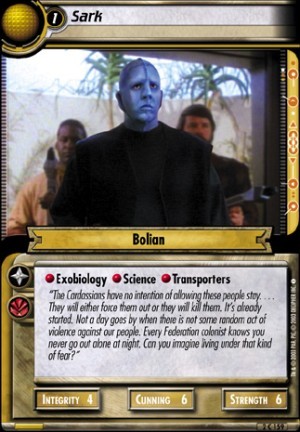 1 Sark
Bolian
Exobiology Science Transporters
"The Cardassians have no intention of allowing these people stay. . . .
They will either force them out or they will kill them. It's already
started. Not a day goes by when there is not some random act of
violence against our people. Every Federation colonist knows you
never go out alone at night. Can you imagine living under that kind
of fear?"
INTEGRITY 4 CUNNING 6 STRENGTH 6